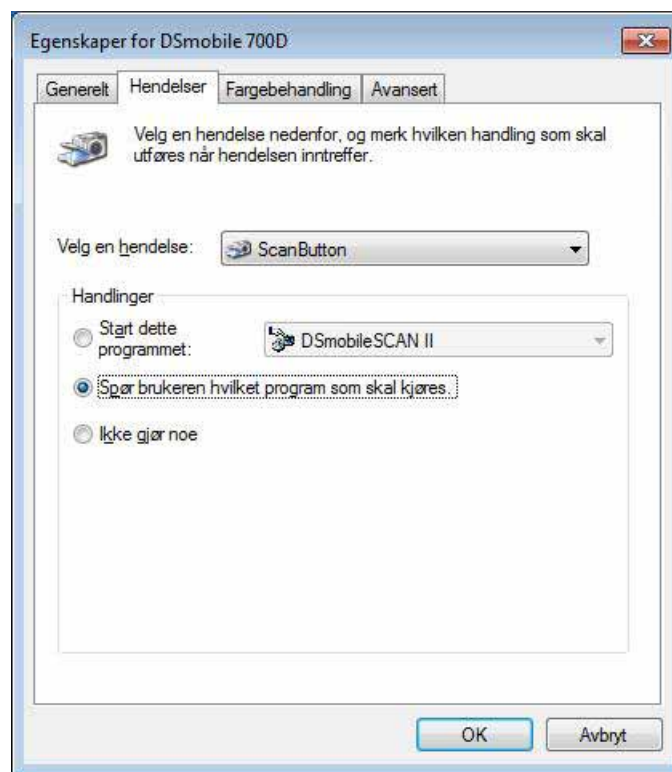 Egenskaper for DSmobile 700D
Generelt Hendelser Fargebehandling Avansert
Velg en hendelse nedenfor, og merk hvilken handling som skal
utføres når hendelsen inntreffer.
Velg en hendelse: ScanButton
Handlinger
Start dette
programmet: DSmobileSCAN II
Spør brukeren hvilket program som skal kjøres.
Ikke gjør noe
OK Avbryt